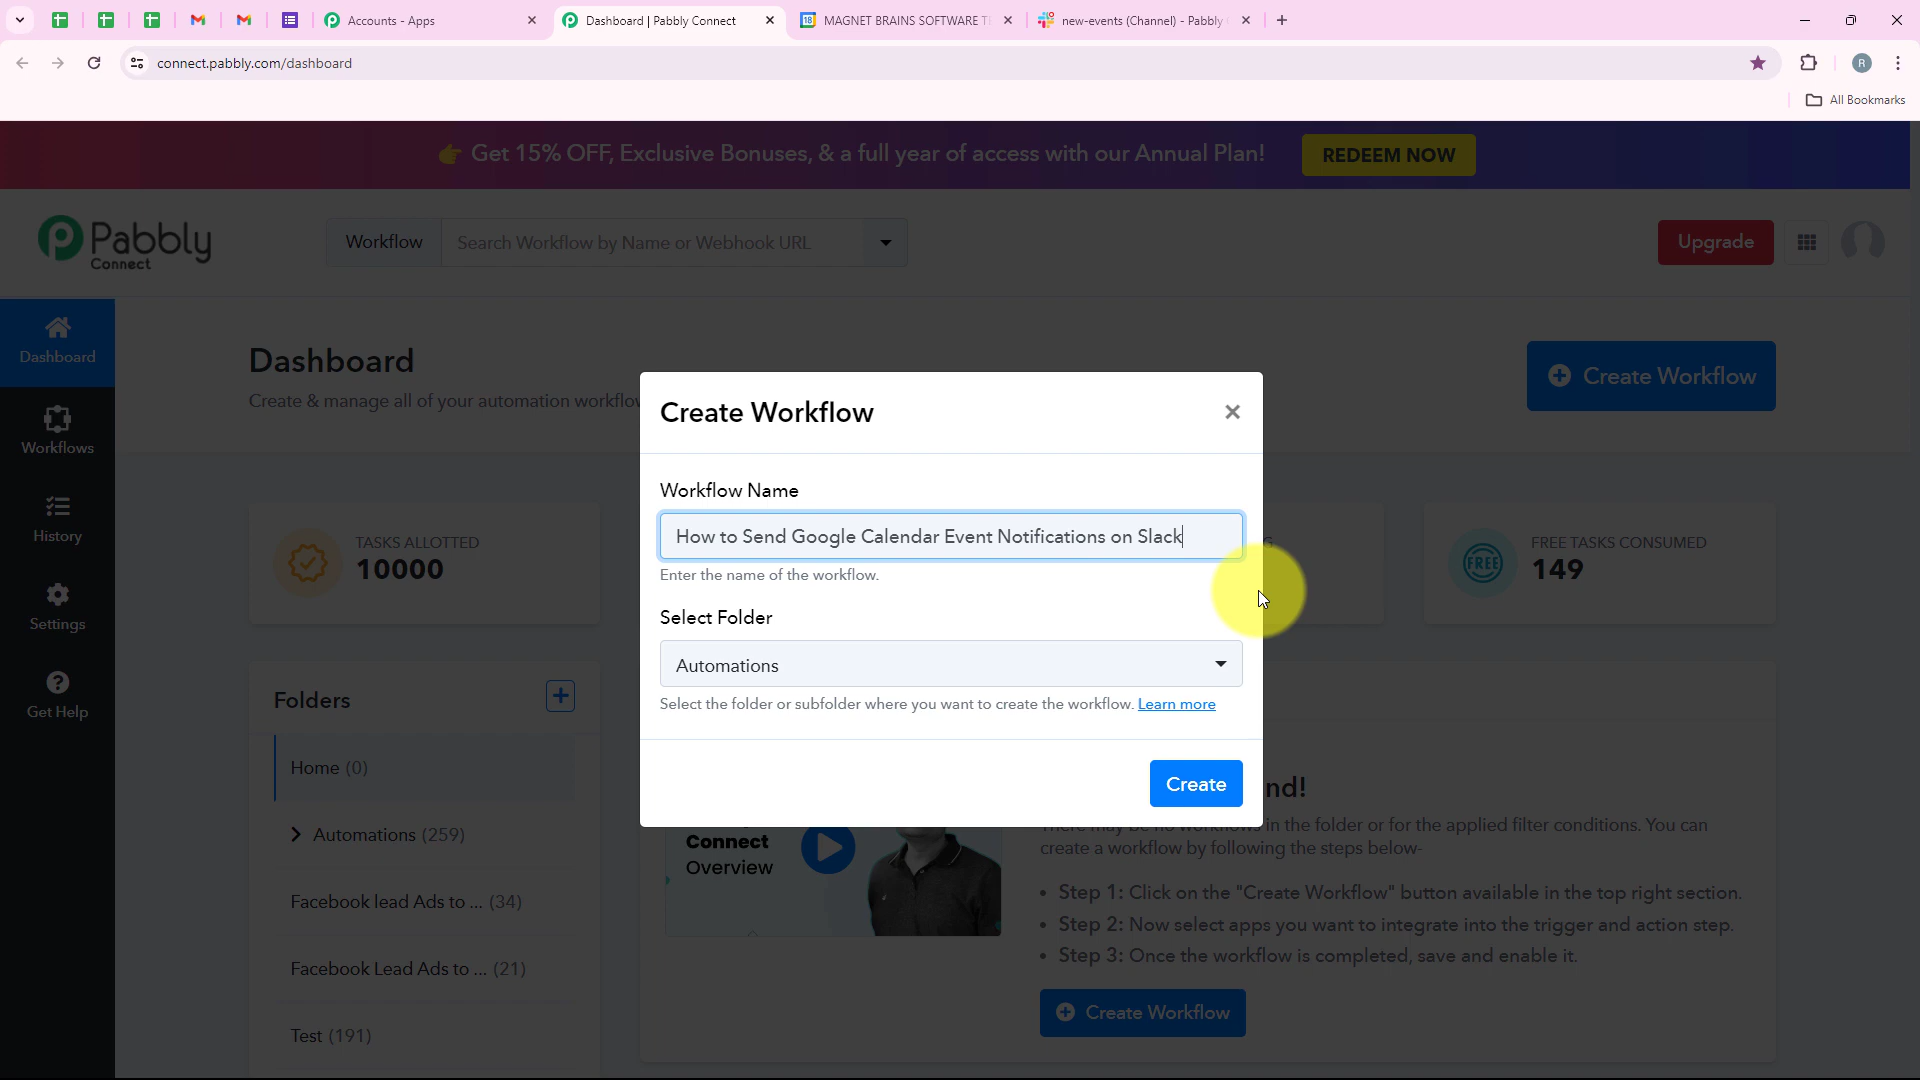 Accounts - Apps
Dashboard | Pabbly Connect
MAGNET BRAINS SOFTWARE TE
new-events (Channel) - Pabbly
connect.pabbly.com/dashboard
R
All Bookmarks
👉 Get 15% OFF, Exclusive Bonuses, & a full year of access with our Annual Plan!
REDEEM NOW
Pabbly
Connect
Workflow
Search Workflow by Name or Webhook URL
Upgrade
Dashboard
Workflows
History
Settings
Get Help
Dashboard
Create & manage all of your automation
Create Workflow
TASKS ALLOTTED
10000
FREE
FREE TASKS CONSUMED
149
Folders
Home (0)
Automations (259)
Facebook lead Ads to ... (34)
Facebook Lead Ads to ... (21)
Test (191)
Create Workflow
Workflow Name
How to Send Google Calendar Event Notifications on Slack
Enter the name of the workflow.
Select Folder
Automations
Select the folder or subfolder where you want to create the workflow. Learn more
Create
Connect
Overview
nd!
in the folder or for the applied filter conditions. You can
create a workflow by following the steps below-
• Step 1: Click on the "Create Workflow" button available in the top right section.
• Step 2: Now select apps you want to integrate into the trigger and action step.
• Step 3: Once the workflow is completed, save and enable it.
Create Workflow